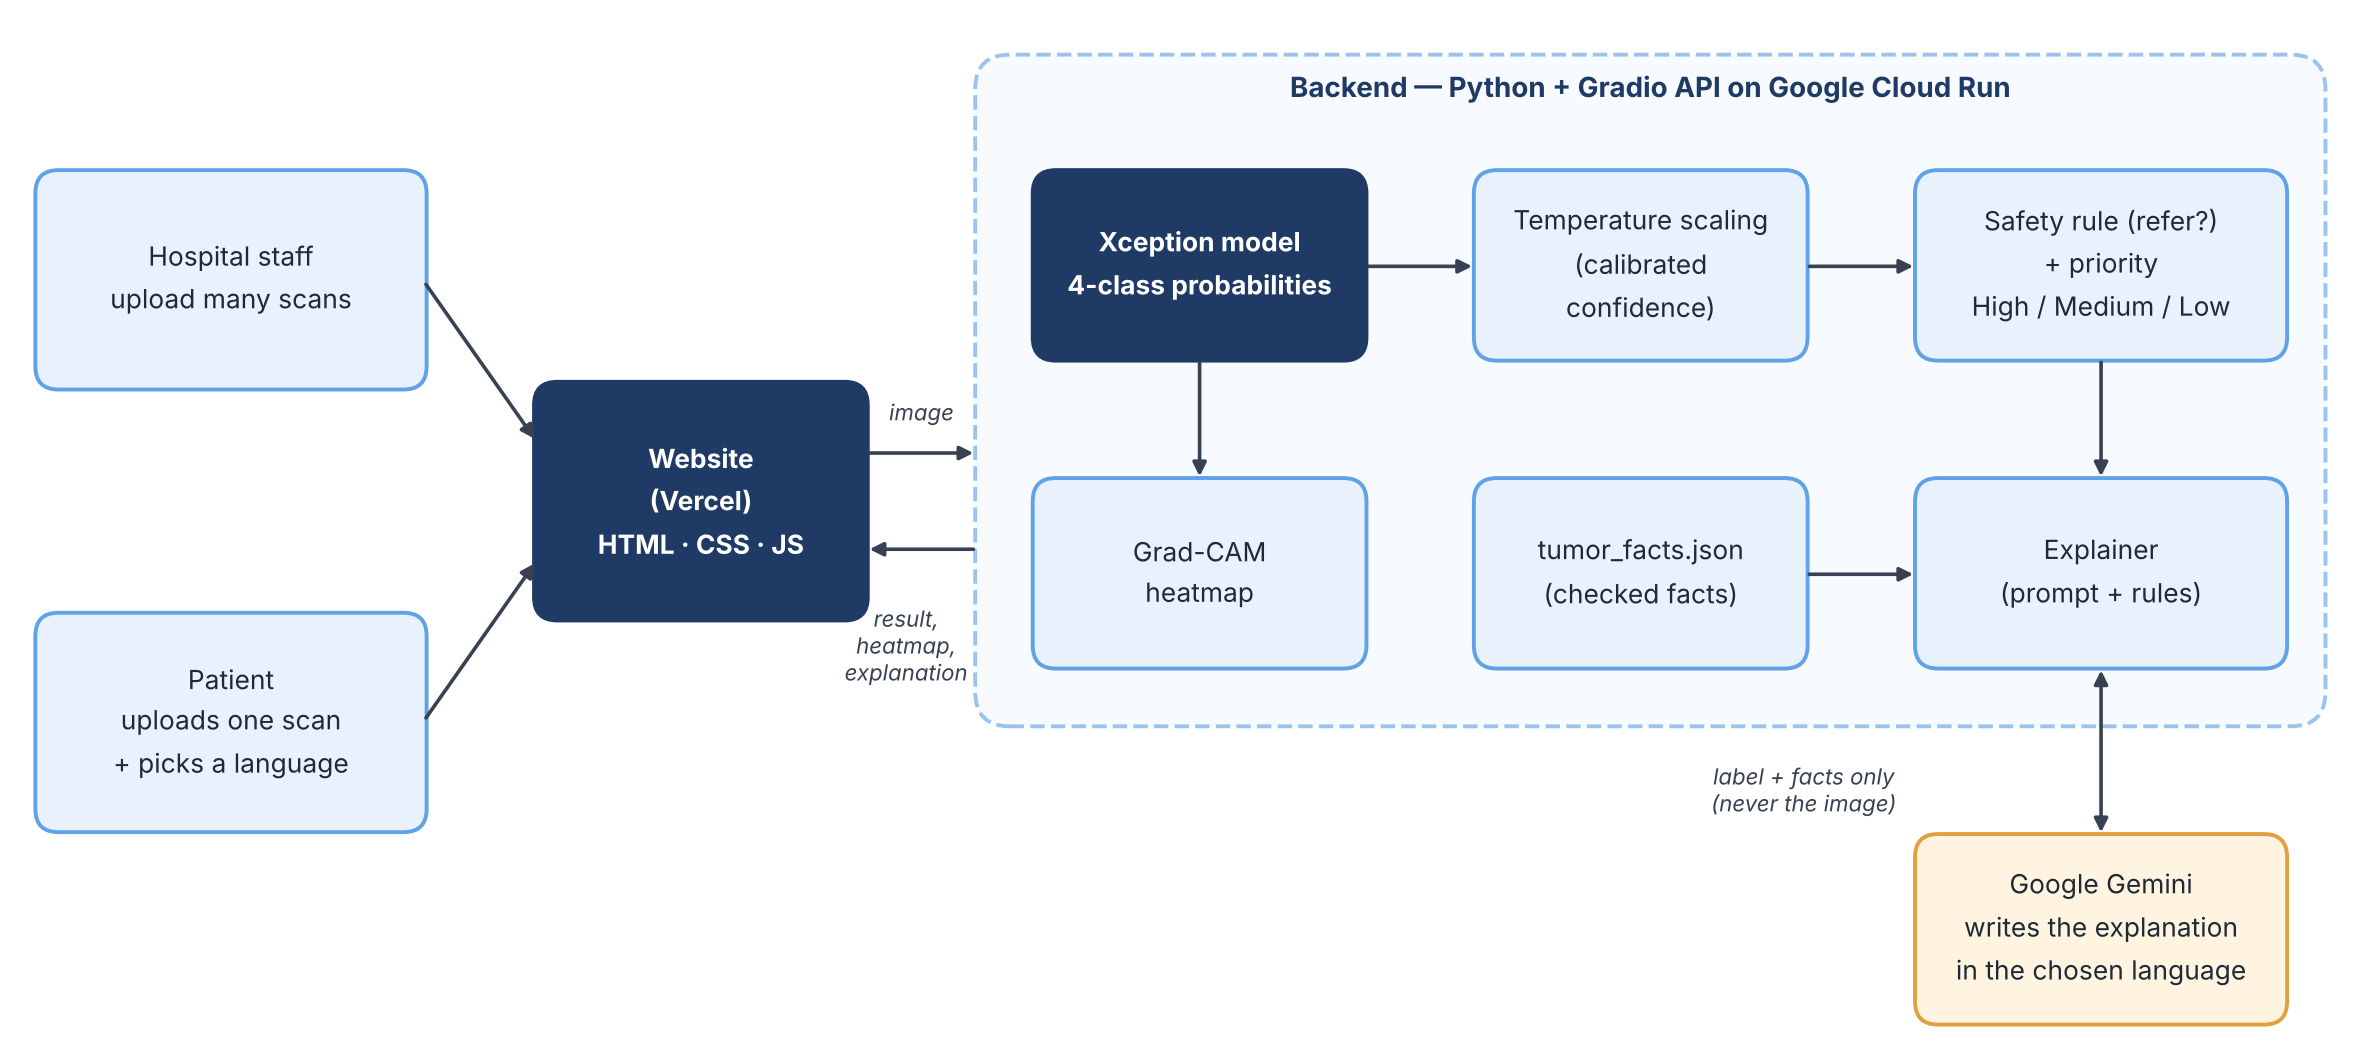 Backend — Python + Gradio API on Google Cloud Run
Hospital staff
upload many scans
Patient
uploads one scan
+ picks a language
Website
(Vercel)
HTML · CSS · JS
image
result,
heatmap,
explanation
Xception model
4-class probabilities
Temperature scaling
(calibrated
confidence)
Safety rule (refer?)
+ priority
High / Medium / Low
Grad-CAM
heatmap
tumor_facts.json
(checked facts)
Explainer
(prompt + rules)
label + facts only
(never the image)
Google Gemini
writes the explanation
in the chosen language